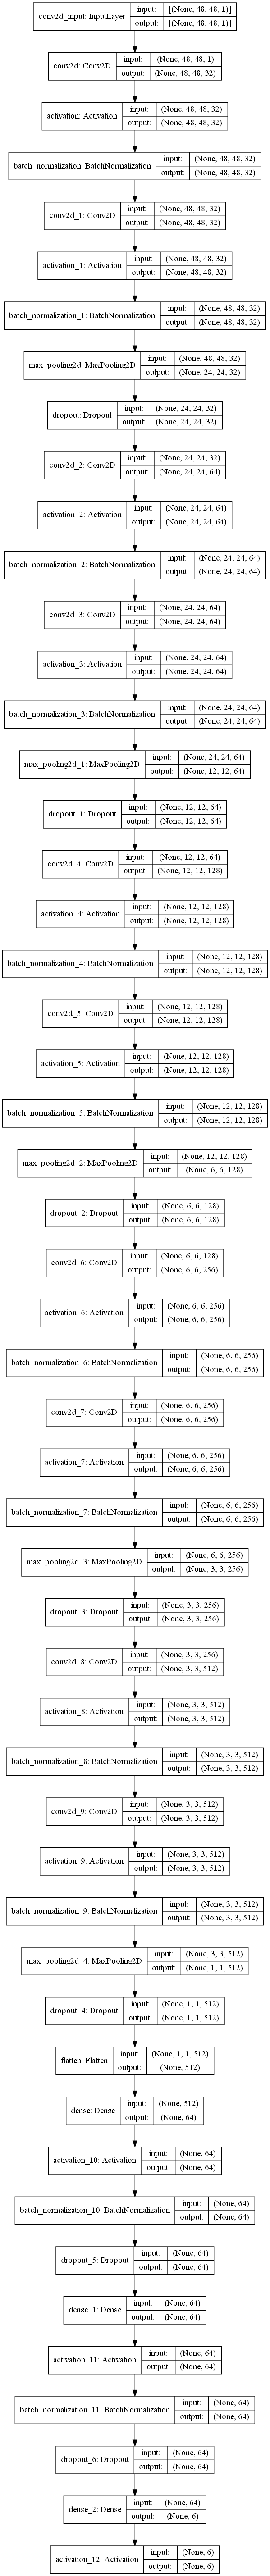 conv2d_input: InputLayer input: [(None, 48, 48, 1)]
output: [(None, 48, 48, 1)]
conv2d: Conv2D input: (None, 48, 48, 1)
output: (None, 48, 48, 32)
activation: Activation input: (None, 48, 48, 32)
output: (None, 48, 48, 32)
batch_normalization: BatchNormalization input: (None, 48, 48, 32)
output: (None, 48, 48, 32)
conv2d_1: Conv2D input: (None, 48, 48, 32)
output: (None, 48, 48, 32)
activation_1: Activation input: (None, 48, 48, 32)
output: (None, 48, 48, 32)
batch_normalization_1: BatchNormalization input: (None, 48, 48, 32)
output: (None, 48, 48, 32)
max_pooling2d: MaxPooling2D input: (None, 48, 48, 32)
output: (None, 24, 24, 32)
dropout: Dropout input: (None, 24, 24, 32)
output: (None, 24, 24, 32)
conv2d_2: Conv2D input: (None, 24, 24, 32)
output: (None, 24, 24, 64)
activation_2: Activation input: (None, 24, 24, 64)
output: (None, 24, 24, 64)
batch_normalization_2: BatchNormalization input: (None, 24, 24, 64)
output: (None, 24, 24, 64)
conv2d_3: Conv2D input: (None, 24, 24, 64)
output: (None, 24, 24, 64)
activation_3: Activation input: (None, 24, 24, 64)
output: (None, 24, 24, 64)
batch_normalization_3: BatchNormalization input: (None, 24, 24, 64)
output: (None, 24, 24, 64)
max_pooling2d_1: MaxPooling2D input: (None, 24, 24, 64)
output: (None, 12, 12, 64)
dropout_1: Dropout input: (None, 12, 12, 64)
output: (None, 12, 12, 64)
conv2d_4: Conv2D input: (None, 12, 12, 64)
output: (None, 12, 12, 128)
activation_4: Activation input: (None, 12, 12, 128)
output: (None, 12, 12, 128)
batch_normalization_4: BatchNormalization input: (None, 12, 12, 128)
output: (None, 12, 12, 128)
conv2d_5: Conv2D input: (None, 12, 12, 128)
output: (None, 12, 12, 128)
activation_5: Activation input: (None, 12, 12, 128)
output: (None, 12, 12, 128)
batch_normalization_5: BatchNormalization input: (None, 12, 12, 128)
output: (None, 12, 12, 128)
max_pooling2d_2: MaxPooling2D input: (None, 12, 12, 128)
output: (None, 6, 6, 128)
dropout_2: Dropout input: (None, 6, 6, 128)
output: (None, 6, 6, 128)
conv2d_6: Conv2D input: (None, 6, 6, 128)
output: (None, 6, 6, 256)
activation_6: Activation input: (None, 6, 6, 256)
output: (None, 6, 6, 256)
batch_normalization_6: BatchNormalization input: (None, 6, 6, 256)
output: (None, 6, 6, 256)
conv2d_7: Conv2D input: (None, 6, 6, 256)
output: (None, 6, 6, 256)
activation_7: Activation input: (None, 6, 6, 256)
output: (None, 6, 6, 256)
batch_normalization_7: BatchNormalization input: (None, 6, 6, 256)
output: (None, 6, 6, 256)
max_pooling2d_3: MaxPooling2D input: (None, 6, 6, 256)
output: (None, 3, 3, 256)
dropout_3: Dropout input: (None, 3, 3, 256)
output: (None, 3, 3, 256)
conv2d_8: Conv2D input: (None, 3, 3, 256)
output: (None, 3, 3, 512)
activation_8: Activation input: (None, 3, 3, 512)
output: (None, 3, 3, 512)
batch_normalization_8: BatchNormalization input: (None, 3, 3, 512)
output: (None, 3, 3, 512)
conv2d_9: Conv2D input: (None, 3, 3, 512)
output: (None, 3, 3, 512)
activation_9: Activation input: (None, 3, 3, 512)
output: (None, 3, 3, 512)
batch_normalization_9: BatchNormalization input: (None, 3, 3, 512)
output: (None, 3, 3, 512)
max_pooling2d_4: MaxPooling2D input: (None, 3, 3, 512)
output: (None, 1, 1, 512)
dropout_4: Dropout input: (None, 1, 1, 512)
output: (None, 1, 1, 512)
flatten: Flatten input: (None, 1, 1, 512)
output: (None, 512)
dense: Dense input: (None, 512)
output: (None, 64)
activation_10: Activation input: (None, 64)
output: (None, 64)
batch_normalization_10: BatchNormalization input: (None, 64)
output: (None, 64)
dropout_5: Dropout input: (None, 64)
output: (None, 64)
dense_1: Dense input: (None, 64)
output: (None, 64)
activation_11: Activation input: (None, 64)
output: (None, 64)
batch_normalization_11: BatchNormalization input: (None, 64)
output: (None, 64)
dropout_6: Dropout input: (None, 64)
output: (None, 64)
dense_2: Dense input: (None, 64)
output: (None, 6)
activation_12: Activation input: (None, 6)
output: (None, 6)